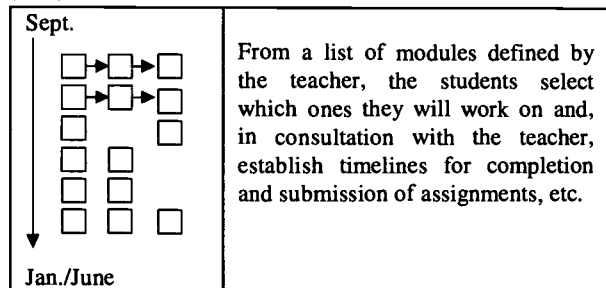 Sept.
From a list of modules defined by
the teacher, the students select
which ones they will work on and,
in consultation with the teacher,
establish timelines for completion
and submission of assignments, etc.
Jan./June